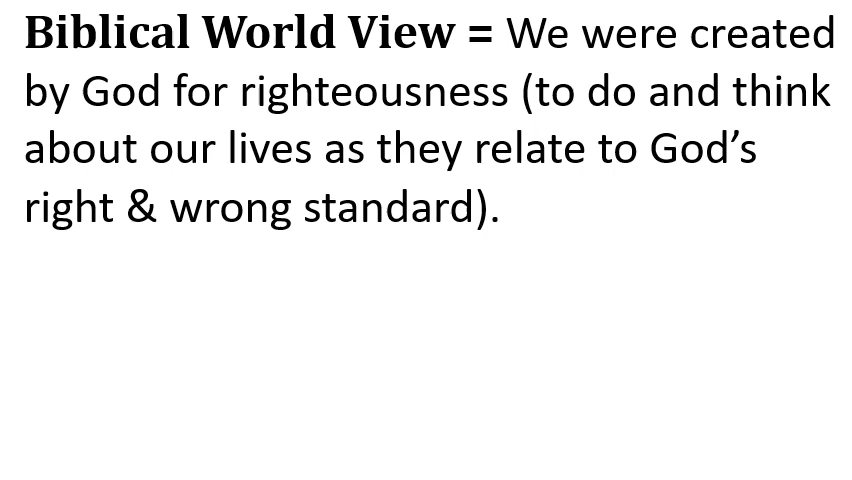 Biblical World View = We were created
by God for righteousness (to do and think
about our lives as they relate to God’s
right & wrong standard).